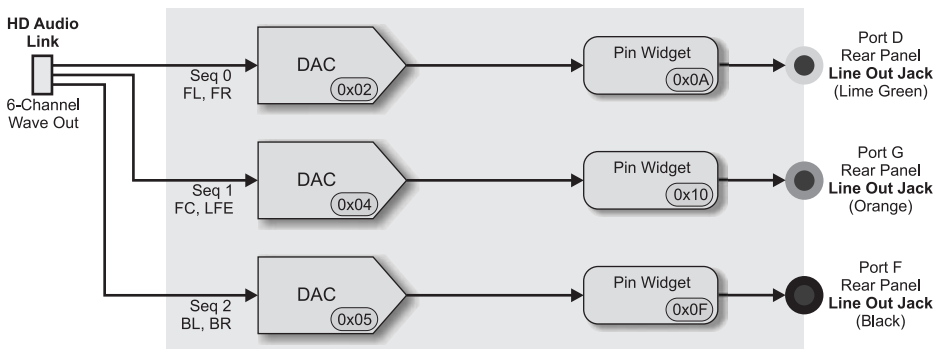 HD Audio
Link
6-Channel
Wave Out
Seq 0
FL, FR
DAC
0x02
Pin Widget
0x0A
Port D
Rear Panel
Line Out Jack
(Lime Green)
Seq 1
FC, LFE
DAC
0x04
Pin Widget
0x10
Port G
Rear Panel
Line Out Jack
(Orange)
Seq 2
BL, BR
DAC
0x05
Pin Widget
0x0F
Port F
Rear Panel
Line Out Jack
(Black)